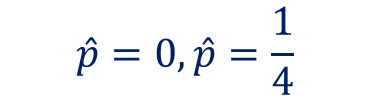 p̂ = 0, p̂ = 1/4